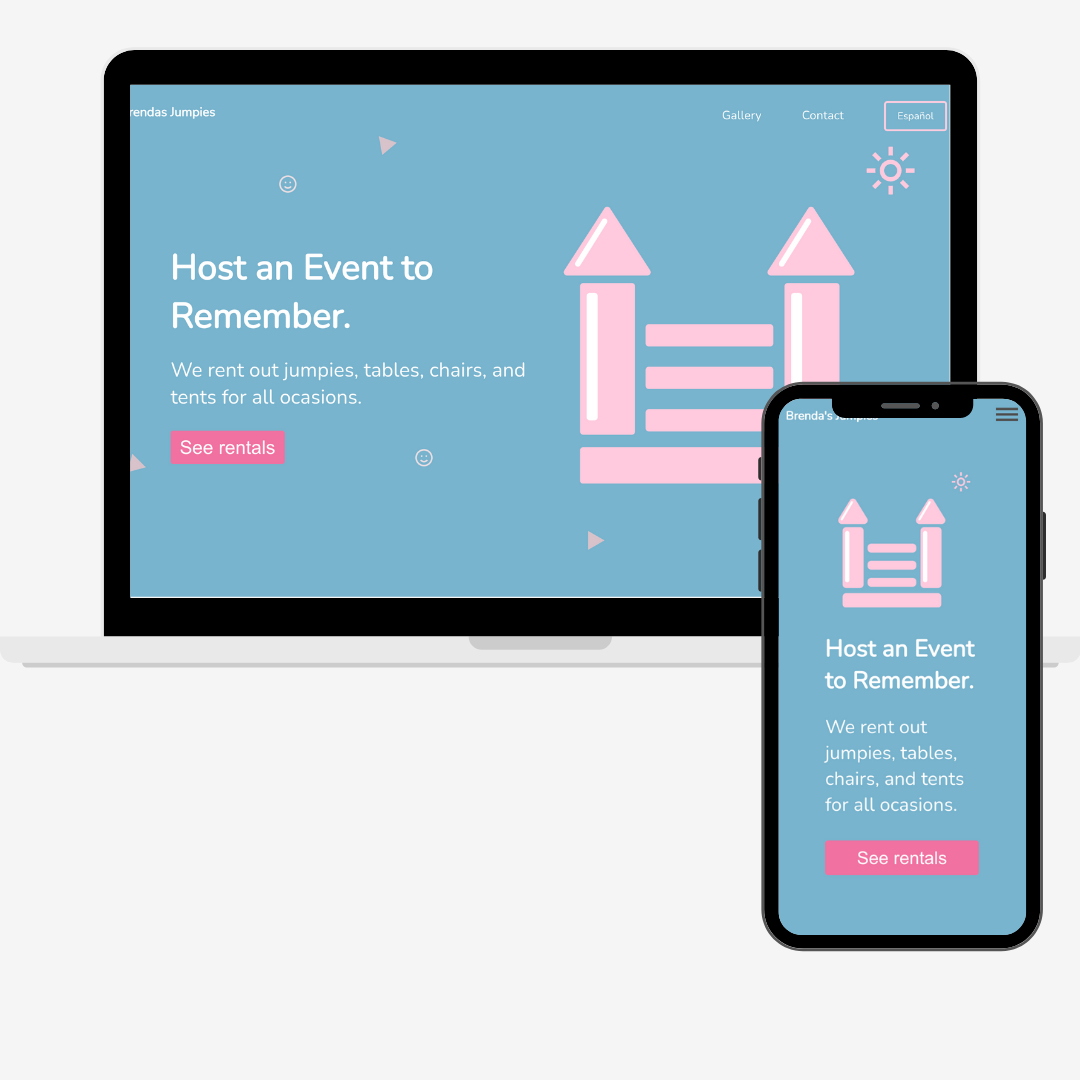 rendas Jumpies
Gallery
Contact
Español
Host an Event to
Remember.
We rent out jumpies, tables, chairs, and
tents for all ocasions.
See rentals
Brenda's Jumpies
Host an Event
to Remember.
We rent out
jumpies, tables,
chairs, and tents
for all ocasions.
See rentals